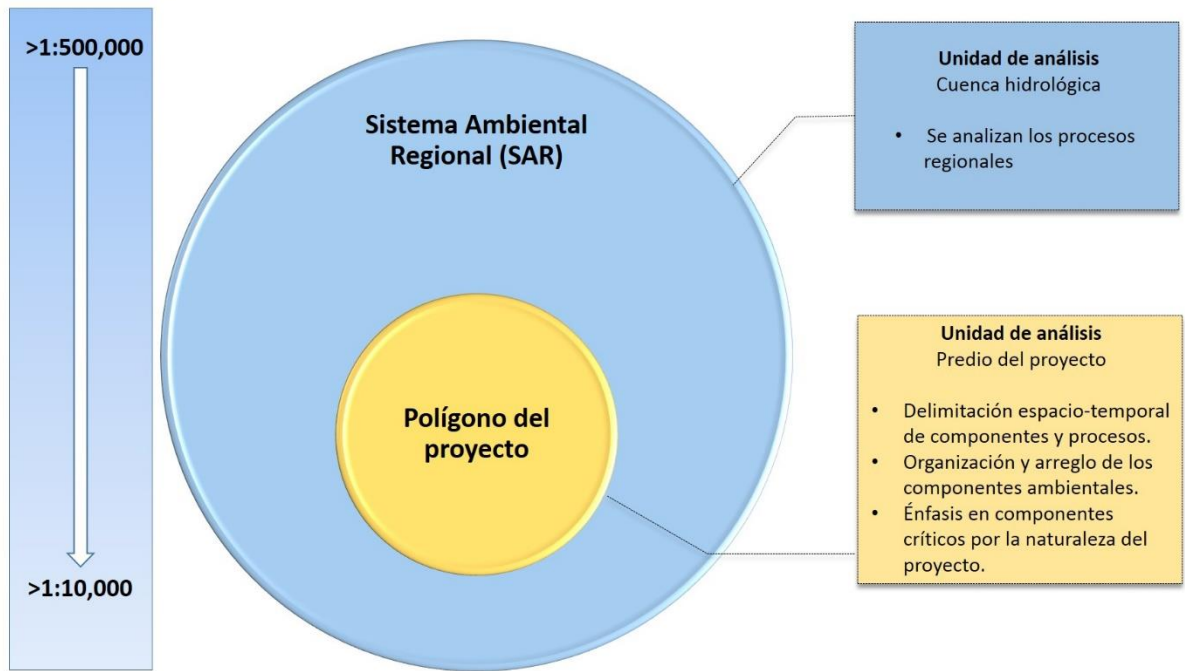 >1:500,000
>1:10,000
Sistema Ambiental
Regional (SAR)
Polígono del
proyecto
Unidad de análisis
Cuenca hidrológica
• Se analizan los procesos
regionales
Unidad de análisis
Predio del proyecto
• Delimitación espacio-temporal
de componentes y procesos.
• Organización y arreglo de los
componentes ambientales.
• Énfasis en componentes
críticos por la naturaleza del
proyecto.